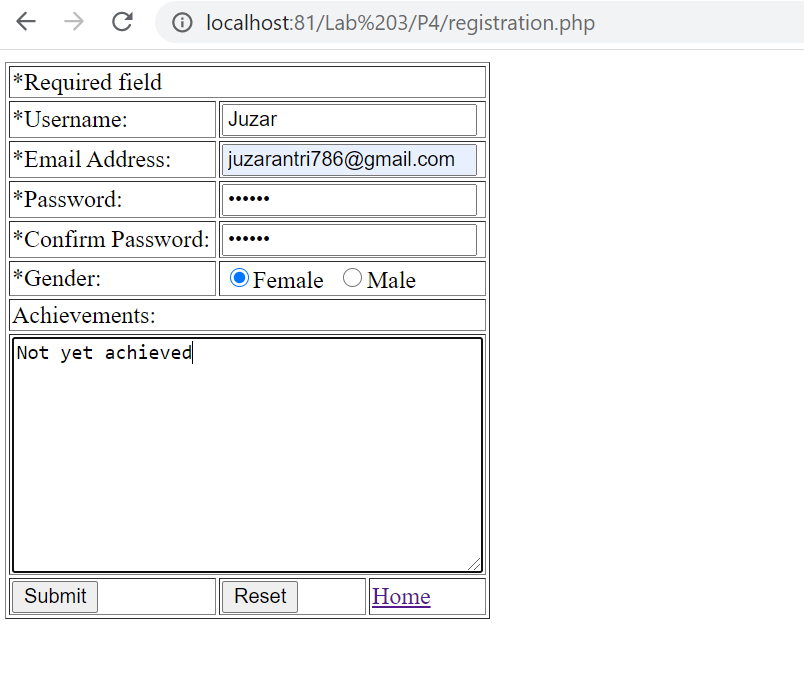 localhost:81/Lab%203/P4/registration.php
*Required field
*Username: Juzar
*Email Address: juzarantri786@gmail.com
*Password: ••••••
*Confirm Password: ••••••
*Gender: Female Male
Achievements:
Not yet achieved
Submit Reset Home